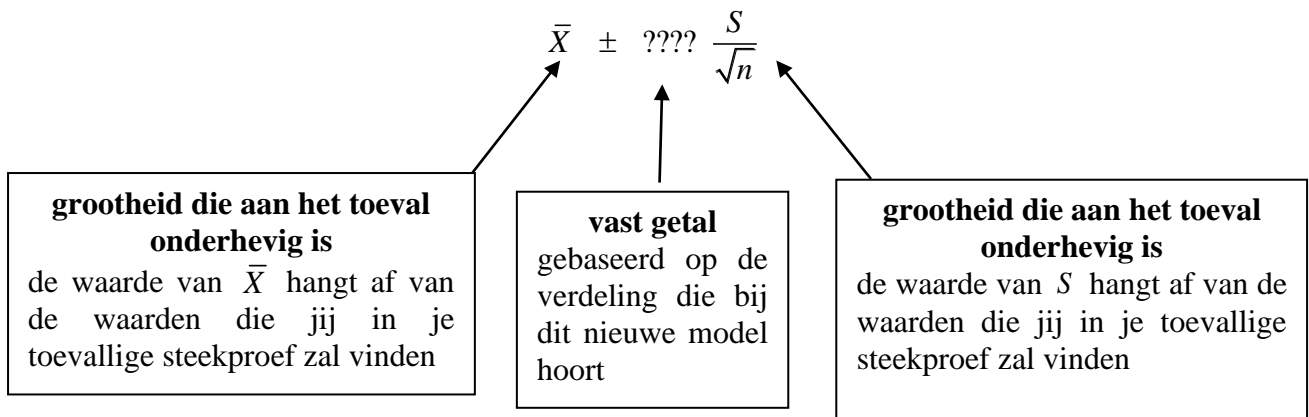 X̄ ± ???? S/√n
grootheid die aan het toeval
onderhevig is
de waarde van X̄ hangt af van
de waarden die jij in je
toevallige steekproef zal vinden
vast getal
gebaseerd op de
verdeling die bij
dit nieuwe model
hoort
grootheid die aan het toeval
onderhevig is
de waarde van S hangt af van de
waarden die jij in je toevallige
steekproef zal vinden